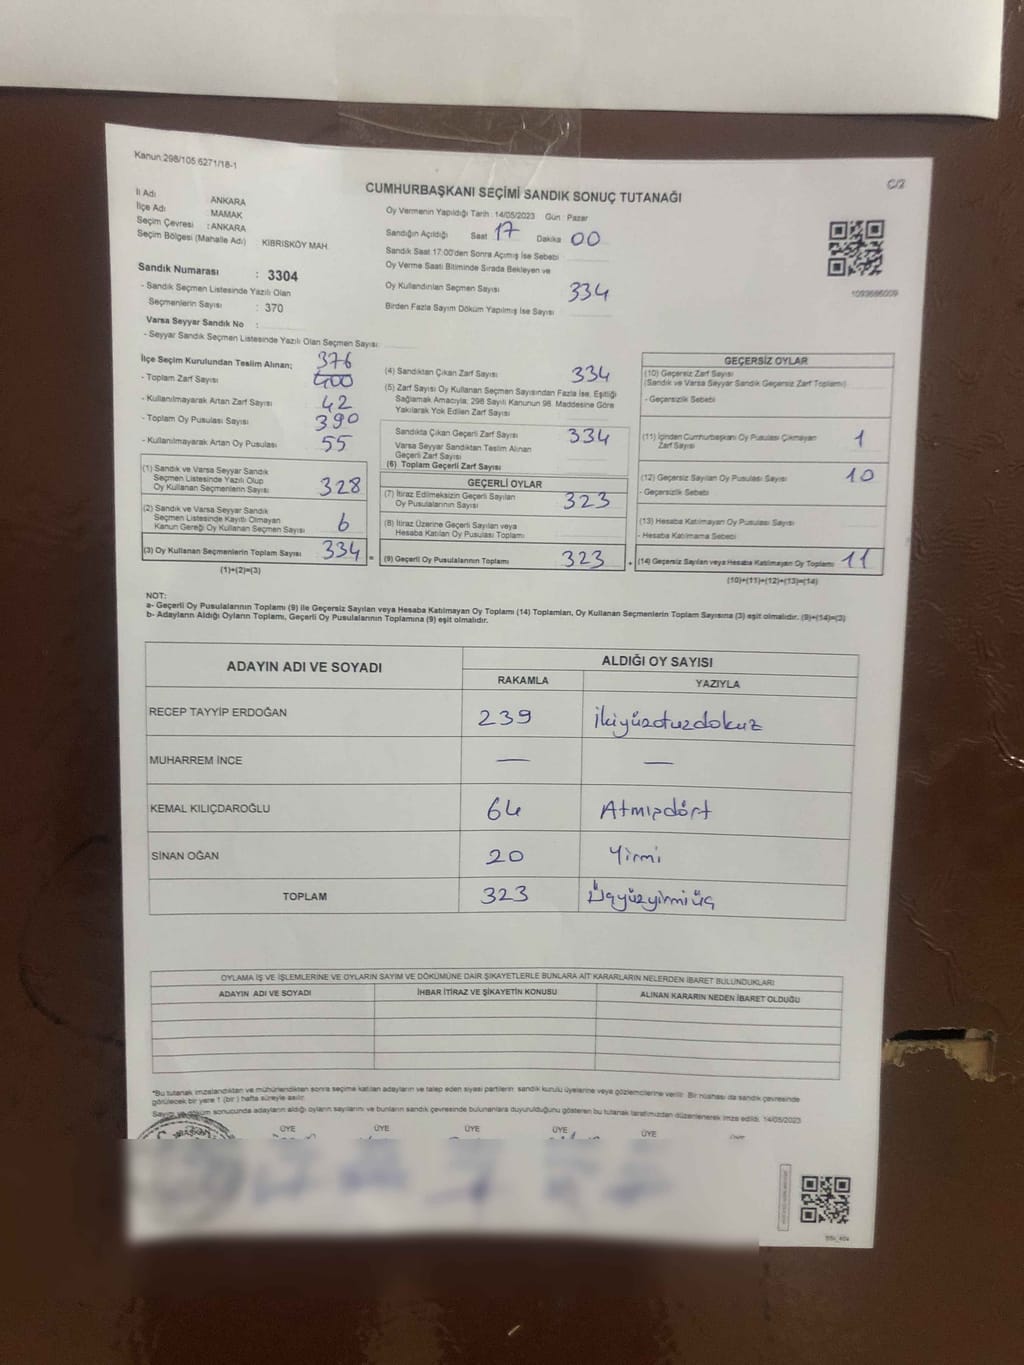 Kanun:298/105,6271/18-1
C/2
CUMHURBAŞKANI SEÇİMİ SANDIK SONUÇ TUTANAĞI
İl Adı ANKARA
İlçe Adı MAMAK
Seçim Çevresi : ANKARA
Seçim Bölgesi (Mahalle Adı) KIBRISKÖY MAH.
Sandık Numarası : 3304
- Sandık Seçmen Listesinde Yazılı Olan
Seçmenlerin Sayısı : 370
Varsa Seyyar Sandık No :
- Seyyar Sandık Seçmen Listesinde Yazılı Olan Seçmen Sayısı:
Oy Vermenin Yapıldığı Tarih : 14/05/2023 Gün : Pazar
Sandığın Açıldığı Saat 17 Dakika 00
Sandık Saat 17:00'den Sonra Açımış İse Sebebi
Oy Verme Saati Bitiminde Sırada Bekleyen ve
Oy Kullandırılan Seçmen Sayısı 334
Birden Fazla Sayım Döküm Yapılmış İse Sayısı
1093686009
İlçe Seçim Kurulundan Teslim Alınan; 376
- Toplam Zarf Sayısı 400
- Kullanılmayarak Artan Zarf Sayısı 42
- Toplam Oy Pusulası Sayısı 390
- Kullanılmayarak Artan Oy Pusulası 55
(1) Sandık ve Varsa Seyyar Sandık
Seçmen Listesinde Yazılı Olup
Oy Kullanan Seçmenlerin Sayısı 328
(2) Sandık ve Varsa Seyyar Sandık
Seçmen Listesinde Kayıtlı Olmayan
Kanun Gereği Oy Kullanan Seçmen Sayısı 6
(3) Oy Kullanan Seçmenlerin Toplam Sayısı 334 =
(1)+(2)=(3)
(4) Sandıktan Çıkan Zarf Sayısı 334
(5) Zarf Sayısı Oy Kullanan Seçmen Sayısından Fazla İse, Eşitliği
Sağlamak Amacıyla; 298 Sayılı Kanunun 98. Maddesine Göre
Yakılarak Yok Edilen Zarf Sayısı
Sandıkta Çıkan Geçerli Zarf Sayısı 334
Varsa Seyyar Sandıktan Teslim Alınan
Geçerli Zarf Sayısı
(6) Toplam Geçerli Zarf Sayısı
GEÇERLİ OYLAR
(7) İtiraz Edilmeksizin Geçerli Sayılan
Oy Pusulalarının Sayısı 323
(8) İtiraz Üzerine Geçerli Sayılan veya
Hesaba Katılan Oy Pusulası Toplamı
(9) Geçerli Oy Pusulalarının Toplamı 323 +
GEÇERSİZ OYLAR
(10) Geçersiz Zarf Sayısı
(Sandık ve Varsa Seyyar Sandık Geçersiz Zarf Toplamı)
- Geçersizlik Sebebi
(11) İçinden Cumhurbaşkanı Oy Pusulası Çıkmayan
Zarf Sayısı 1
(12) Geçersiz Sayılan Oy Pusulası Sayısı 10
- Geçersizlik Sebebi
(13) Hesaba Katılmayan Oy Pusulası Sayısı
- Hesaba Katılmama Sebebi
(14) Geçersiz Sayılan veya Hesaba Katılmayan Oy Toplamı 11
(10)+(11)+(12)+(13)=(14)
NOT:
a- Geçerli Oy Pusulalarının Toplamı (9) ile Geçersiz Sayılan veya Hesaba Katılmayan Oy Toplamı (14) Toplamları, Oy Kullanan Seçmenlerin Toplam Sayısına (3) eşit olmalıdır. (9)+(14)=(3)
b- Adayların Aldığı Oyların Toplamı, Geçerli Oy Pusulalarının Toplamına (9) eşit olmalıdır.
ADAYIN ADI VE SOYADI ALDIĞI OY SAYISI
RAKAMLA YAZIYLA
RECEP TAYYİP ERDOĞAN 239 İkiyüzotuzdokuz
MUHARREM İNCE — —
KEMAL KILIÇDAROĞLU 64 Atmışdört
SİNAN OĞAN 20 Yirmi
TOPLAM 323 Üçyüzyirmiüç
OYLAMA İŞ VE İŞLEMLERİNE VE OYLARIN SAYIM VE DÖKÜMÜNE DAİR ŞİKAYETLERLE BUNLARA AİT KARARLARIN NELERDEN İBARET BULUNDUKLARI
ADAYIN ADI VE SOYADI İHBAR İTİRAZ VE ŞİKAYETİN KONUSU ALINAN KARARIN NEDEN İBARET OLDUĞU
*Bu tutanak imzalandıktan ve mühürlendikten sonra seçime katılan adayların ve talep eden siyasi partilerin sandık kurulu üyelerine veya gözlemcilerine verilir. Bir nüshası da sandık çevresinde
görülecek bir yere 1 (bir) hafta süreyle asılır.
Sayım ve döküm sonucunda adayların aldığı oyların sayılarını ve bunların sandık çevresinde bulunanlara duyurulduğunu gösteren bu tutanak tarafımızdan düzenlenerek imza edildi. 14/05/2023
ÜYE ÜYE ÜYE ÜYE ÜYE